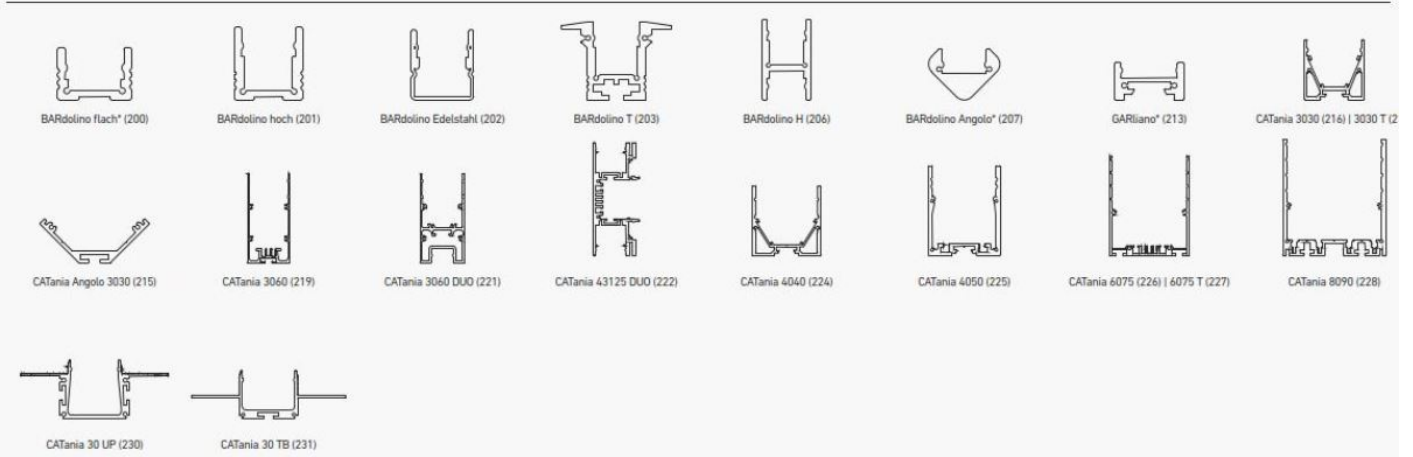 BARdolino flach* (200)
BARdolino hoch (201)
BARdolino Edelstahl (202)
BARdolino T (203)
BARdolino H (206)
BARdolino Angolo* (207)
GARliano* (213)
CATania 3030 (216) | 3030 T (2
CATania Angolo 3030 (215)
CATania 3060 (219)
CATania 3060 DUO (221)
CATania 43125 DUO (222)
CATania 4040 (224)
CATania 4050 (225)
CATania 6075 (226) | 6075 T (227)
CATania 8090 (228)
CATania 30 UP (230)
CATania 30 TB (231)